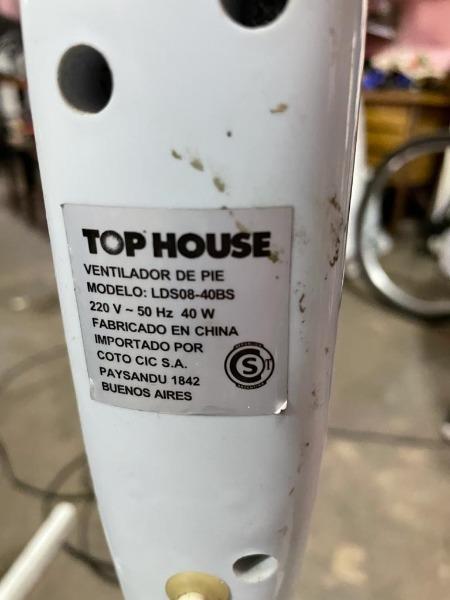 TOP HOUSE
VENTILADOR DE PIE
MODELO: LDS08-40BS
220 V ~ 50 Hz 40 W
FABRICADO EN CHINA
IMPORTADO POR
COTO CIC S.A.
PAYSANDU 1842
BUENOS AIRES
S
T